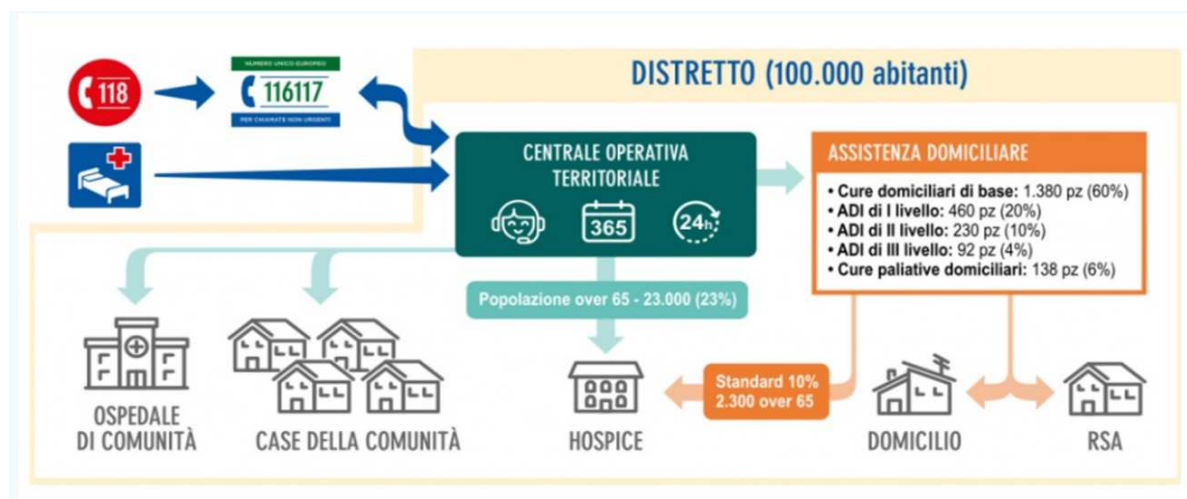 118
NUMERO UNICO EUROPEO
116117
PER CHIAMATE NON URGENTI
DISTRETTO (100.000 abitanti)
CENTRALE OPERATIVA
TERRITORIALE
365
24h
ASSISTENZA DOMICILIARE
• Cure domiciliari di base: 1.380 pz (60%)
• ADI di I livello: 460 pz (20%)
• ADI di II livello: 230 pz (10%)
• ADI di III livello: 92 pz (4%)
• Cure paliative domiciliari: 138 pz (6%)
Popolazione over 65 - 23.000 (23%)
Standard 10%
2.300 over 65
OSPEDALE
DI COMUNITÀ
CASE DELLA COMUNITÀ
HOSPICE
DOMICILIO
RSA